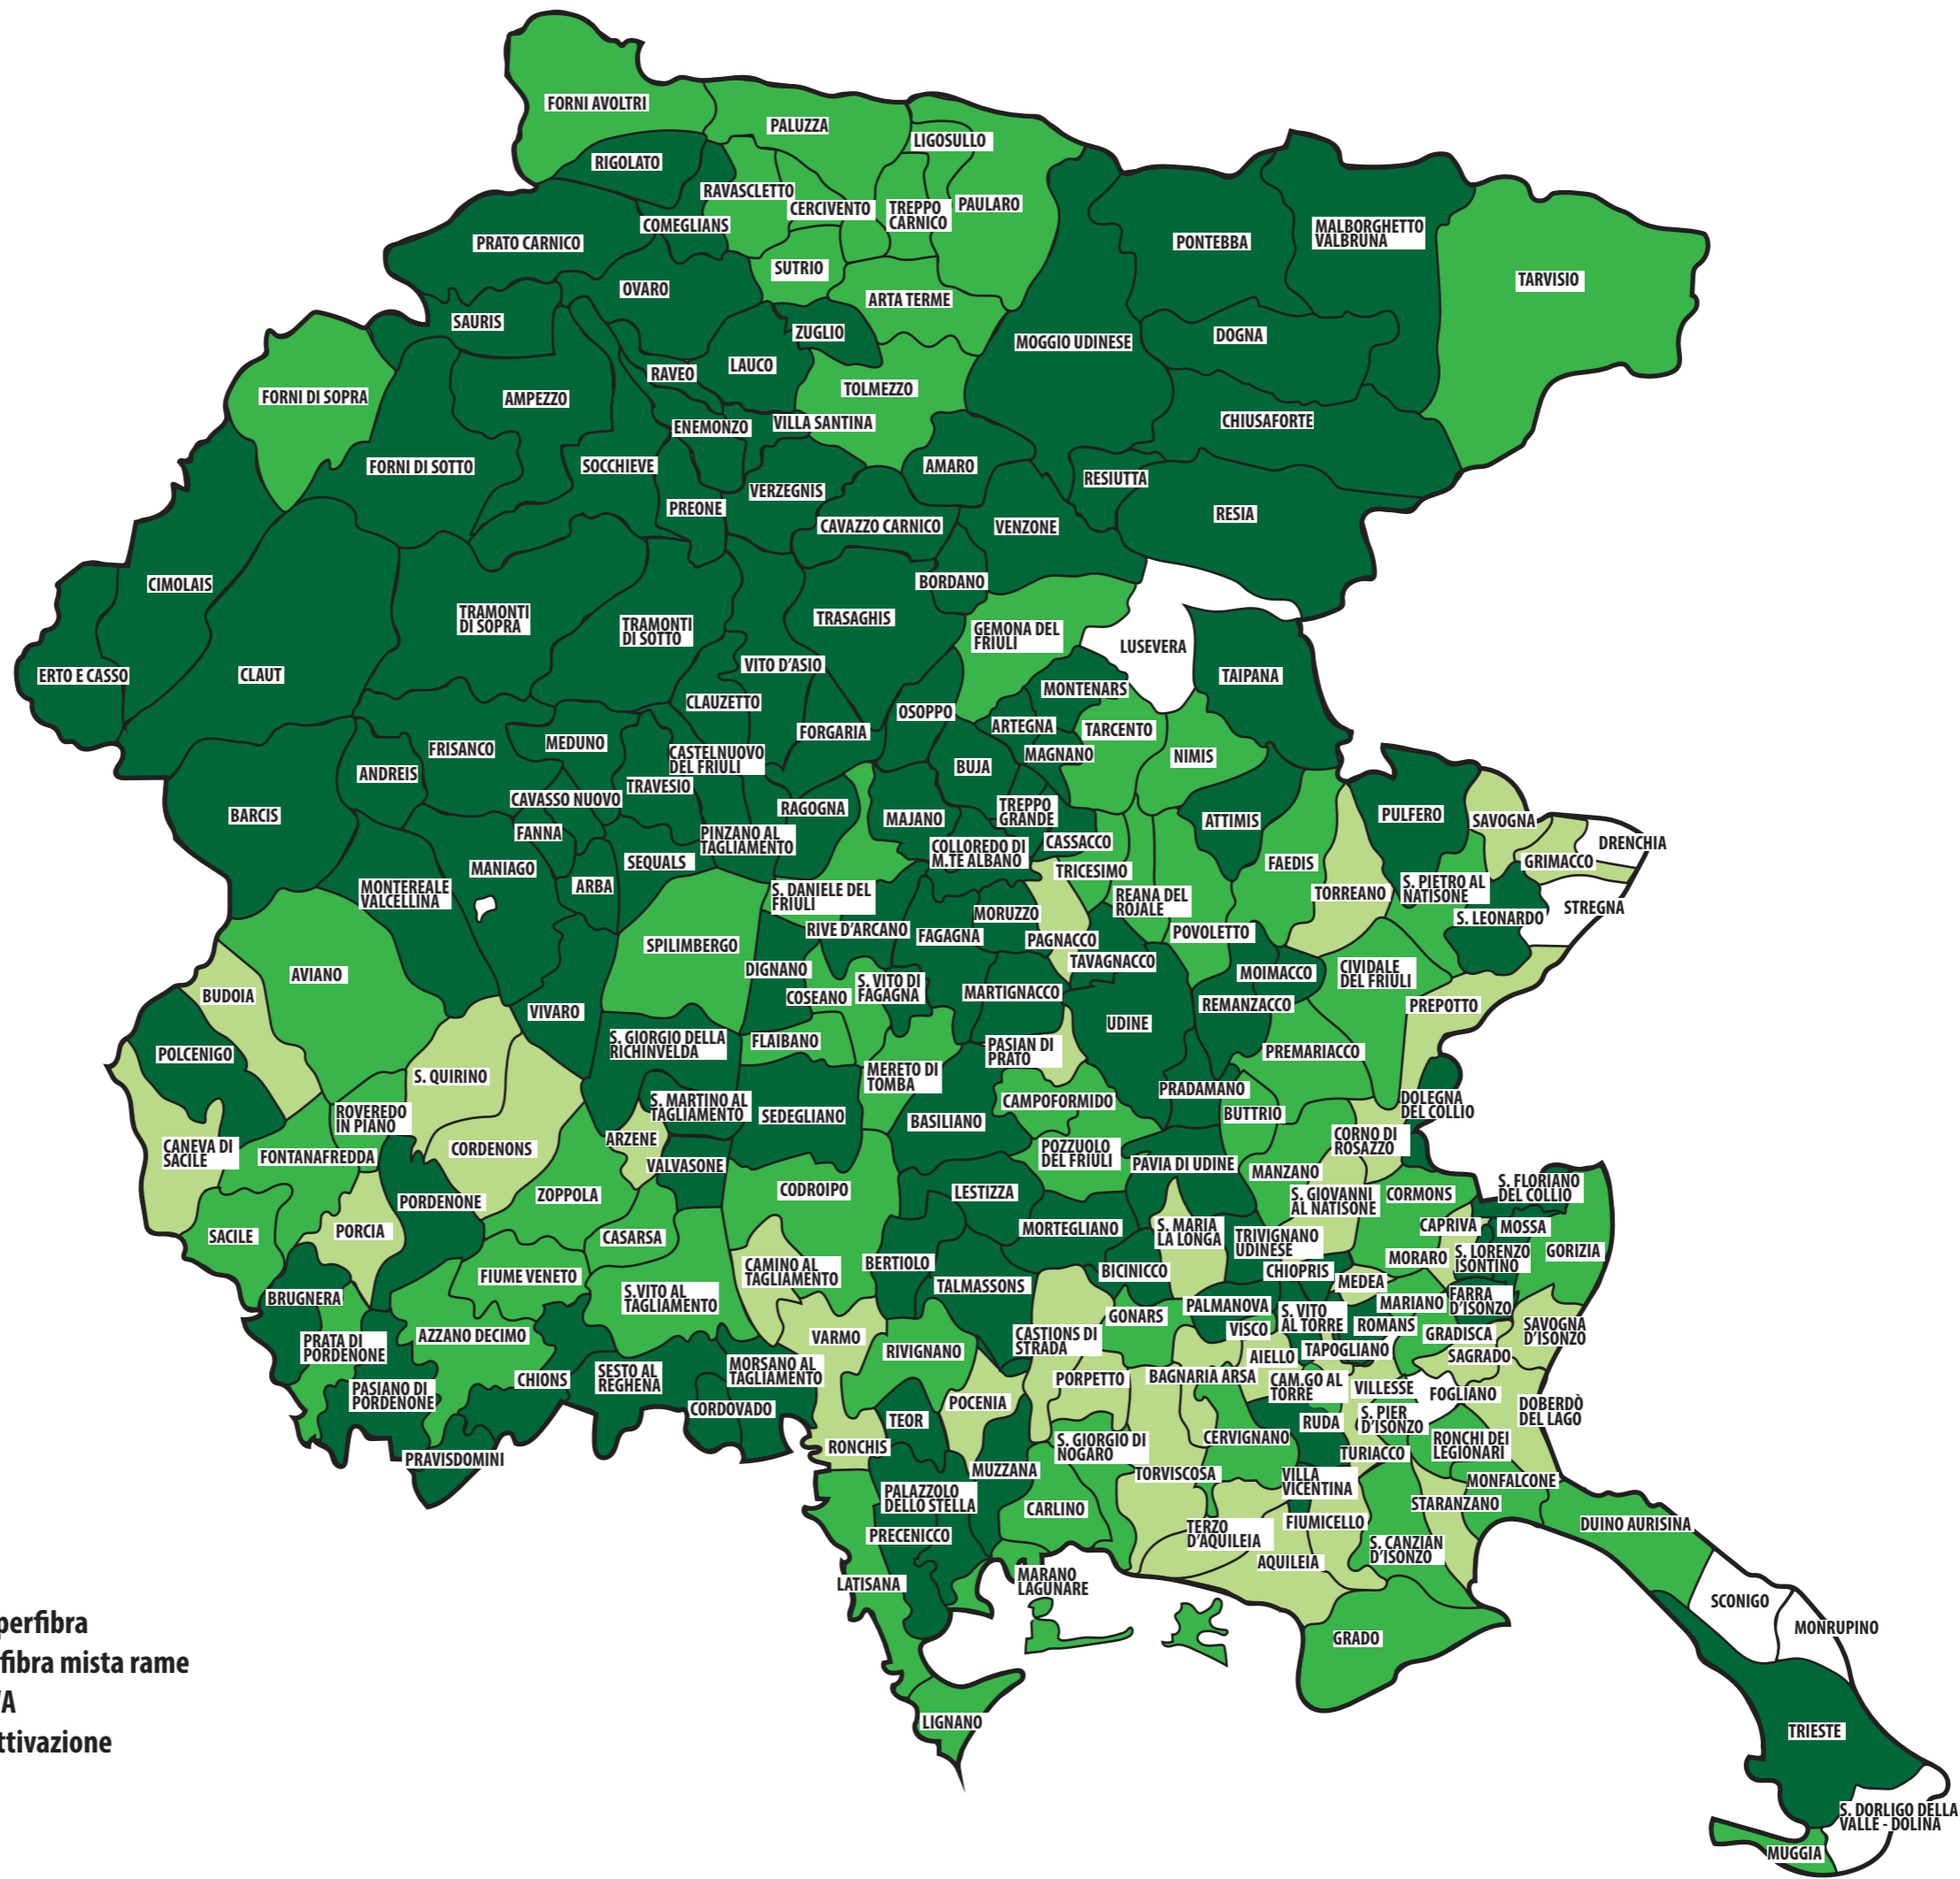 FORNI AVOLTRI
PALUZZA
LIGOSULLO
RIGOLATO
RAVASCLETTO
CERCIVENTO
TREPPO
CARNICO
PAULARO
COMEGLIANS
PRATO CARNICO
PONTEBBA
MALBORGHETTO
VALBRUNA
SUTRIO
TARVISIO
OVARO
ARTA TERME
SAURIS
ZUGLIO
MOGGIO UDINESE
DOGNA
RAVEO
LAUCO
TOLMEZZO
FORNI DI SOPRA
AMPEZZO
ENEMONZO
VILLA SANTINA
CHIUSAFORTE
FORNI DI SOTTO
SOCCHIEVE
AMARO
RESIUTTA
VERZEGNIS
PREONE
CAVAZZO CARNICO
VENZONE
RESIA
CIMOLAIS
BORDANO
TRAMONTI
DI SOPRA
TRAMONTI
DI SOTTO
TRASAGHIS
GEMONA DEL
FRIULI
LUSEVERA
ERTO E CASSO
CLAUT
VITO D'ASIO
TAIPANA
MONTENARS
CLAUZETTO
OSOPPO
FORGARIA
ARTEGNA
TARCENTO
FRISANCO
MEDUNO
CASTELNUOVO
DEL FRIULI
MAGNANO
NIMIS
ANDREIS
BUJA
TRAVESIO
CAVASSO NUOVO
BARCIS
RAGOGNA
MAJANO
TREPPO
GRANDE
ATTIMIS
PULFERO
SAVOGNA
FANNA
PINZANO AL
TAGLIAMENTO
COLLOREDO DI
M.TE ALBANO
CASSACCO
DRENCHIA
MANIAGO
SEQUALS
FAEDIS
GRIMACCO
TRICESIMO
MONTEREALE
VALCELLINA
ARBA
S. DANIELE DEL
FRIULI
REANA DEL
ROJALE
TORREANO
S. PIETRO AL
NATISONE
MORUZZO
STREGNA
S. LEONARDO
RIVE D'ARCANO
FAGAGNA
PAGNACCO
POVOLETTO
SPILIMBERGO
TAVAGNACCO
AVIANO
DIGNANO
MOIMACCO
CIVIDALE
DEL FRIULI
BUDOIA
COSEANO
S. VITO DI
FAGAGNA
MARTIGNACCO
REMANZACCO
PREPOTTO
VIVARO
UDINE
POLCENIGO
S. GIORGIO DELLA
RICHINVELDA
FLAIBANO
PASIAN DI
PRATO
PREMARIACCO
S. QUIRINO
MERETO DI
TOMBA
PRADAMANO
DOLEGNA
DEL COLLIO
ROVEREDO
IN PIANO
S. MARTINO AL
TAGLIAMENTO
SEDEGLIANO
CAMPOFORMIDO
BUTTRIO
BASILIANO
CANEVA DI
SACILE
FONTANAFREDDA
CORDENONS
ARZENE
VALVASONE
POZZUOLO
DEL FRIULI
PAVIA DI UDINE
CORNO DI
ROSAZZO
MANZANO
PORDENONE
ZOPPOLA
CODROIPO
LESTIZZA
S. GIOVANNI
AL NATISONE
CORMONS
S. FLORIANO
DEL COLLIO
SACILE
PORCIA
CASARSA
MORTEGLIANO
S. MARIA
LA LONGA
TRIVIGNANO
UDINESE
CAPRIVA
MOSSA
MORARO
S. LORENZO
ISONTINO
GORIZIA
FIUME VENETO
CAMINO AL
TAGLIAMENTO
BERTIOLO
TALMASSONS
BICINICCO
CHIOPRIS
MEDEA
BRUGNERA
S.VITO AL
TAGLIAMENTO
GONARS
PALMANOVA
S. VITO
AL TORRE
MARIANO
FARRA
D'ISONZO
PRATA DI
PORDENONE
AZZANO DECIMO
VARMO
RIVIGNANO
CASTIONS DI
STRADA
VISCO
ROMANS
GRADISCA
SAVOGNA
D'ISONZO
AIELLO
TAPOGLIANO
SAGRADO
PASIANO DI
PORDENONE
CHIONS
SESTO AL
REGHENA
MORSANO AL
TAGLIAMENTO
PORPETTO
BAGNARIA ARSA
CAM.GO AL
TORRE
VILLESSE
FOGLIANO
DOBERDÒ
DEL LAGO
CORDOVADO
TEOR
POCENIA
RUDA
S. PIER
D'ISONZO
PRAVISDOMINI
RONCHIS
S. GIORGIO DI
NOGARO
CERVIGNANO
TURIACCO
RONCHI DEI
LEGIONARI
MUZZANA
TORVISCOSA
VILLA
VICENTINA
MONFALCONE
PALAZZOLO
DELLO STELLA
CARLINO
STARANZANO
PRECENICCO
TERZO
D'AQUILEIA
FIUMICELLO
DUINO AURISINA
AQUILEIA
S. CANZIAN
D'ISONZO
LATISANA
MARANO
LAGUNARE
SCONIGO
MONRUPINO
GRADO
LIGNANO
TRIESTE
S. DORLIGO DELLA
VALLE - DOLINA
MUGGIA
perfibra
fibra mista rame
VA
ttivazione